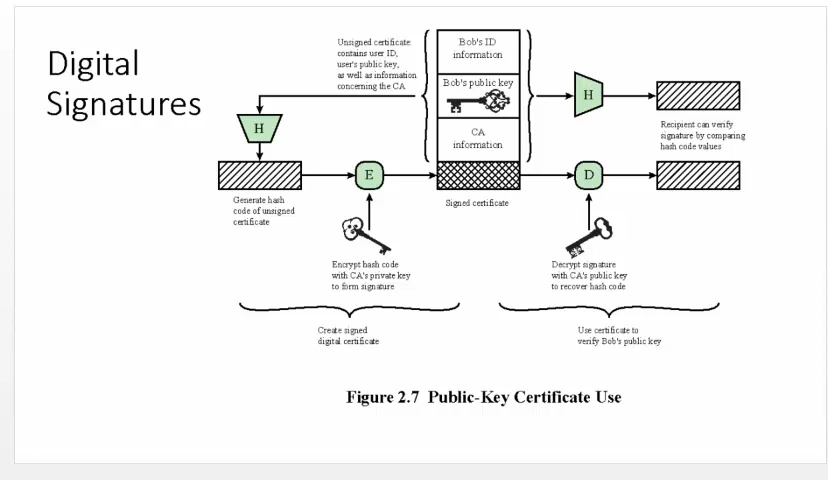 Digital
Signatures
Unsigned certificate:
contains user ID,
user's public key,
as well as information
concerning the CA
Bob's ID
information
Bob's public key
CA
information
H
H
Recipient can verify
signature by comparing
hash code values
E
D
Generate hash
code of unsigned
certificate
Signed certificate
Encrypt hash code
with CA's private key
to form signature
Decrypt signature
with CA's public key
to recover hash code
Create signed
digital certificate
Use certificate to
verify Bob's public key
Figure 2.7 Public-Key Certificate Use